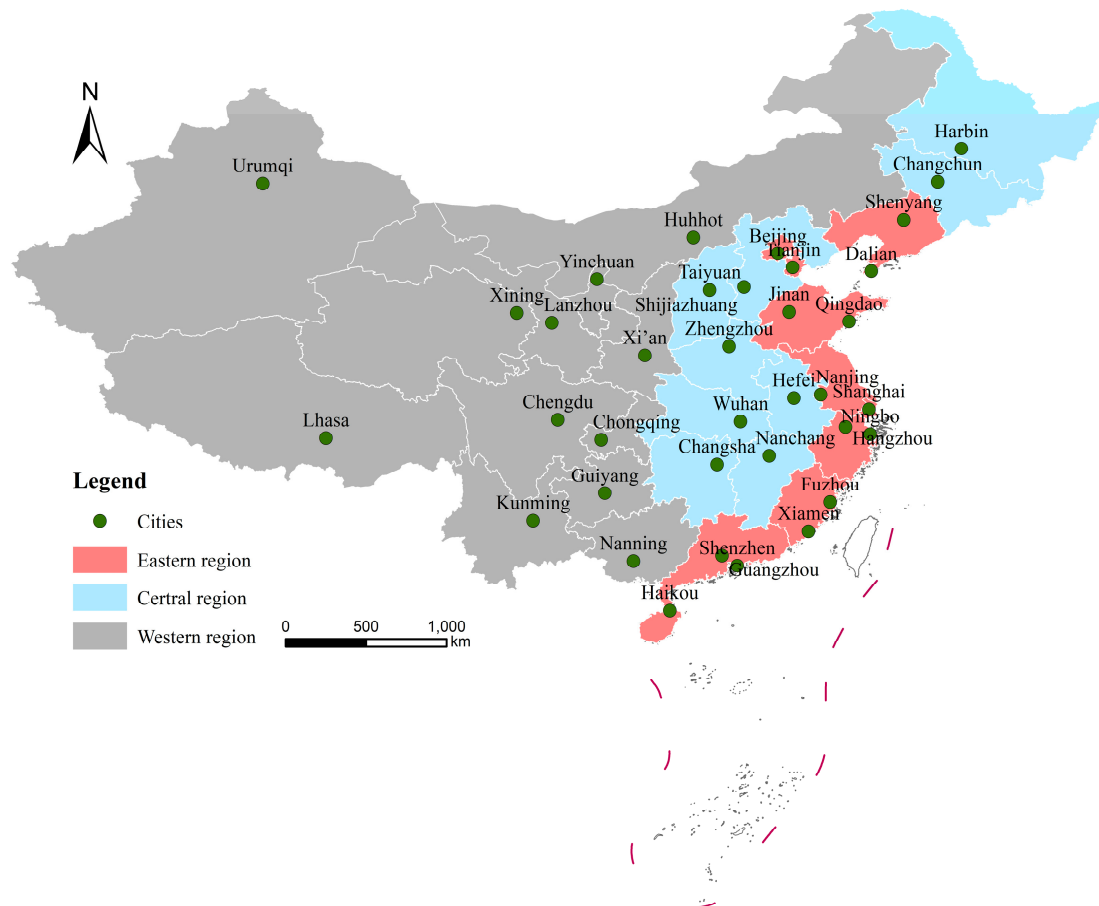 N
Harbin
Urumqi
Changchun
Shenyang
Huhhot
Beijing
Tianjin
Dalian
Yinchuan
Taiyuan
Xining
Lanzhou
Shijiazhuang
Jinan
Qingdao
Zhengzhou
Xi’an
Hefei
Nanjing
Shanghai
Chengdu
Wuhan
Ningbo
Lhasa
Chongqing
Hangzhou
Changsha
Nanchang
Legend
Guiyang
Fuzhou
Kunming
Xiamen
Cities
Nanning
Shenzhen
Eastern region
Guangzhou
Haikou
Certral region
0 500 1,000
Western region
km